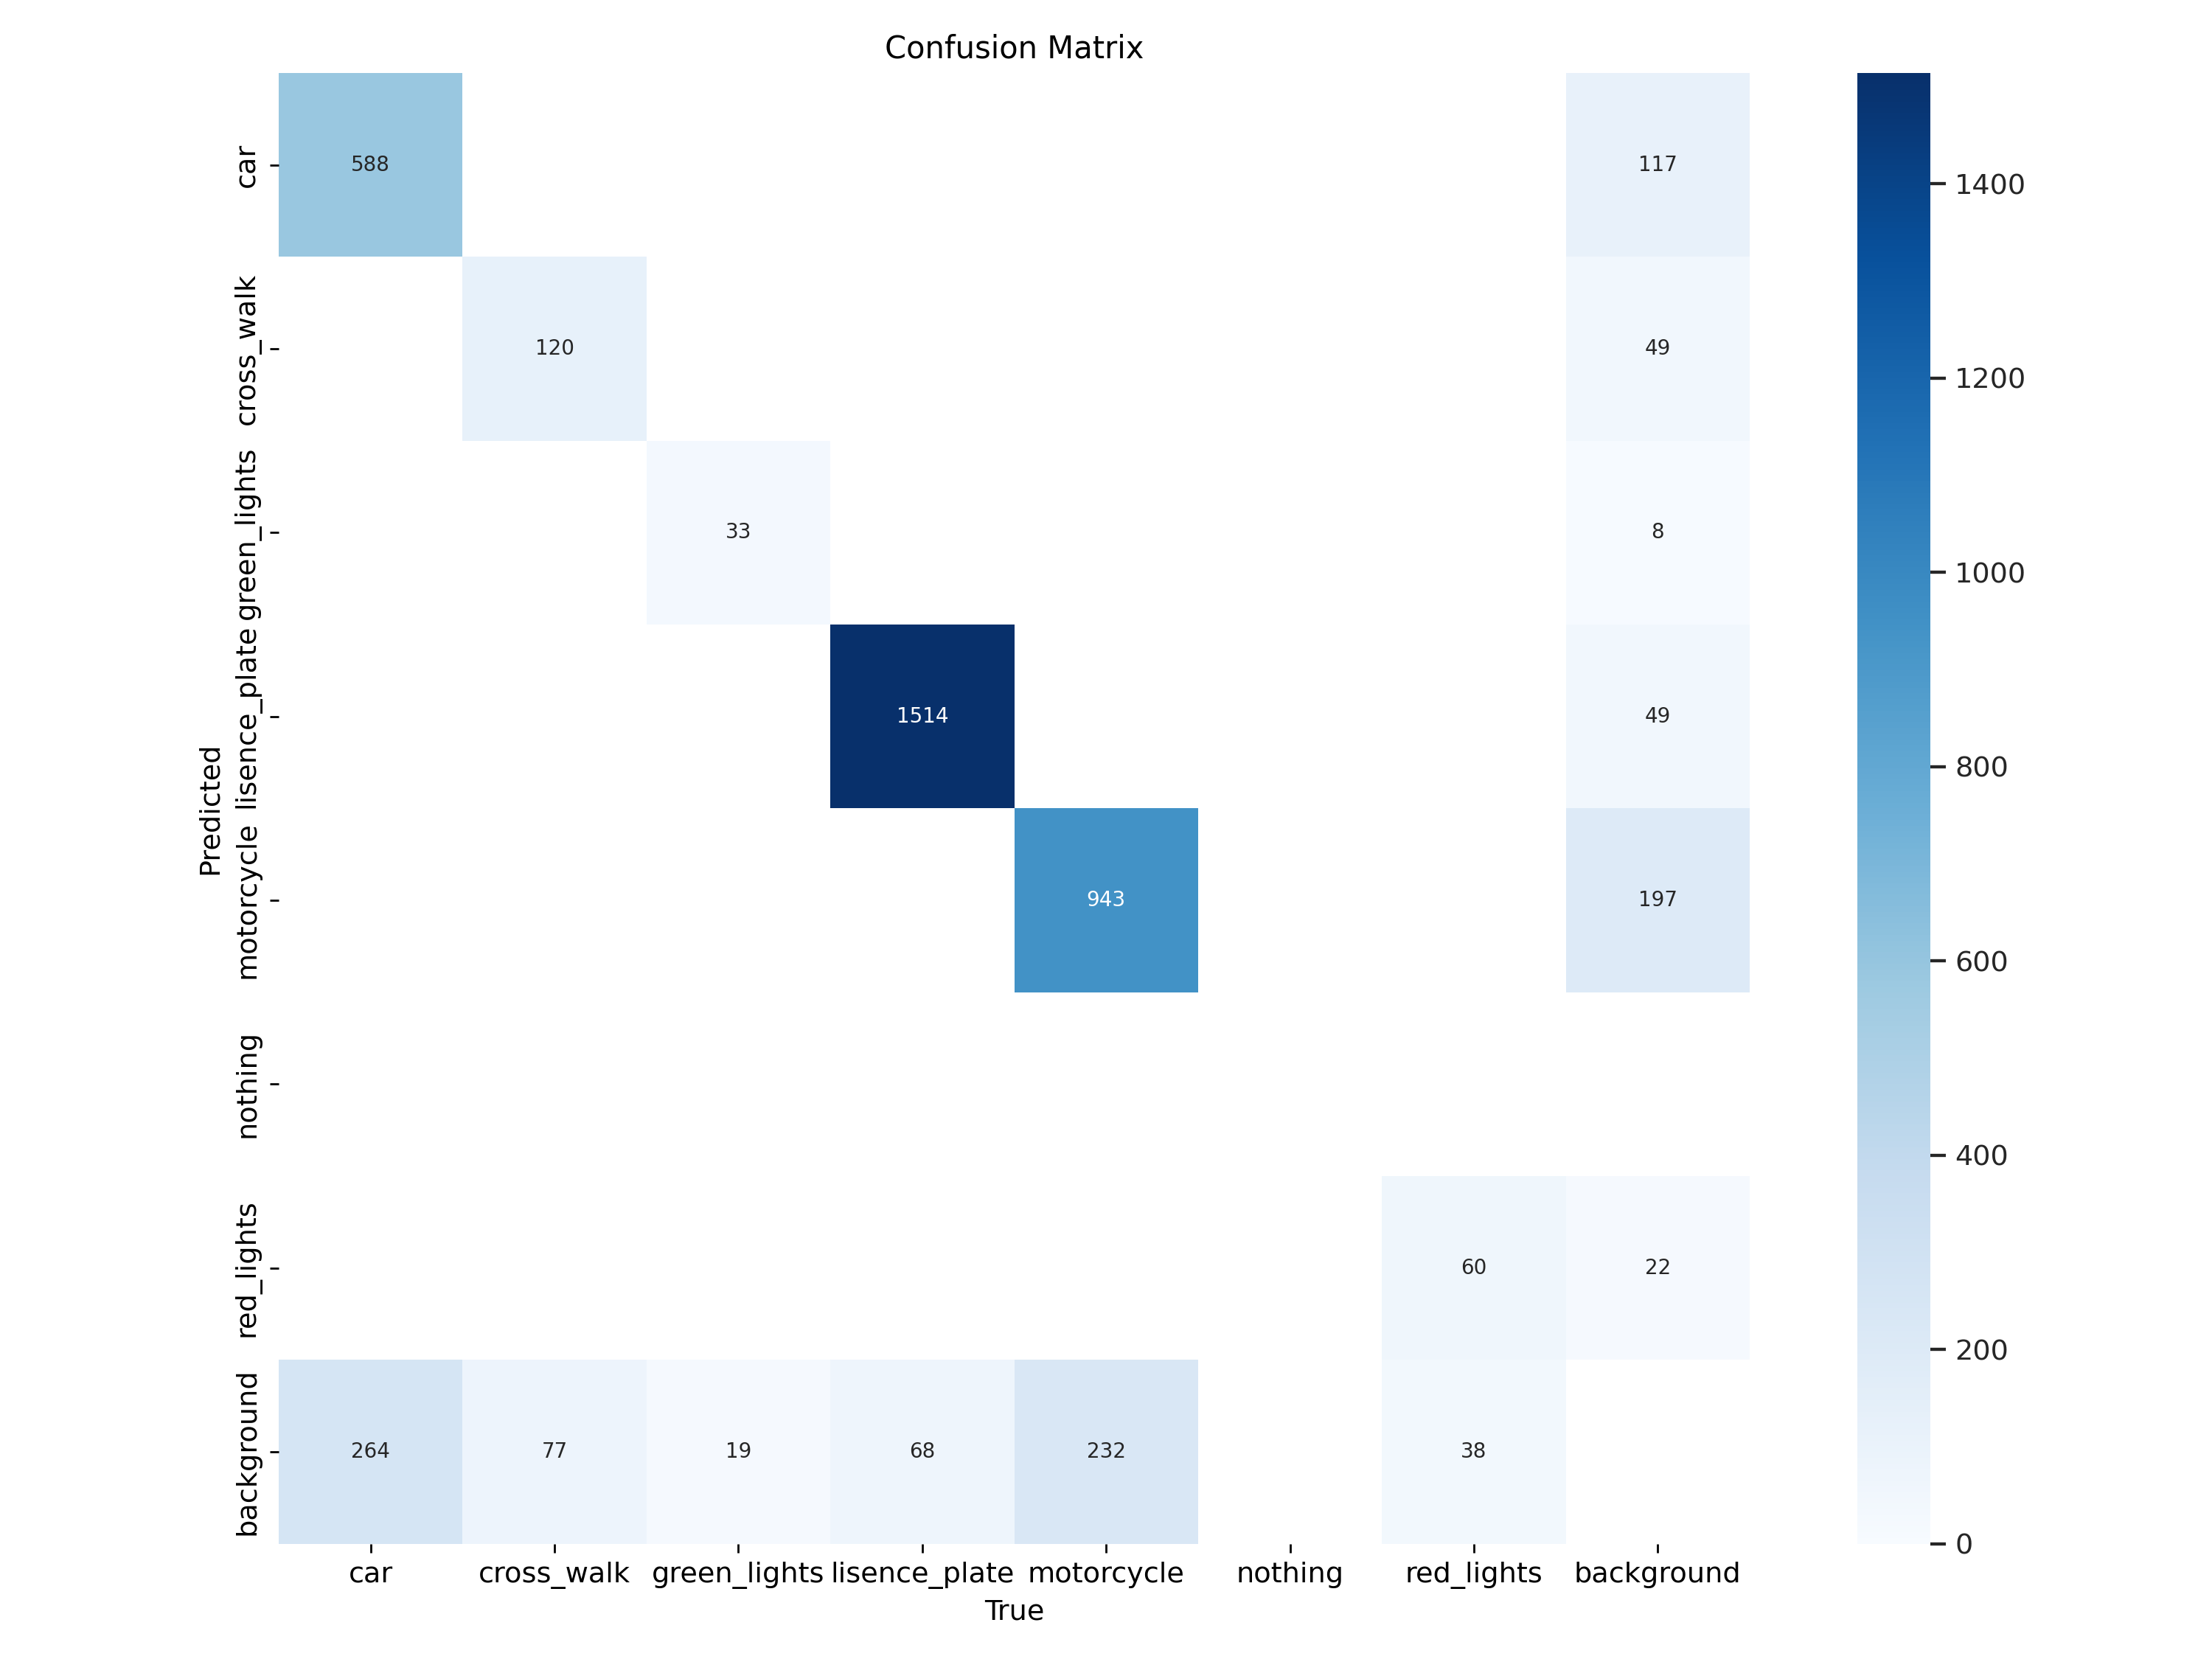 Confusion Matrix
car
588
117
1400
cross_walk
120
49
1200
green_lights
33
8
1000
lisence_plate
1514
49
800
Predicted
motorcycle
943
197
600
nothing
400
red_lights
60
22
200
background
264
77
19
68
232
38
0
car cross_walk green_lights lisence_plate motorcycle nothing red_lights background
True